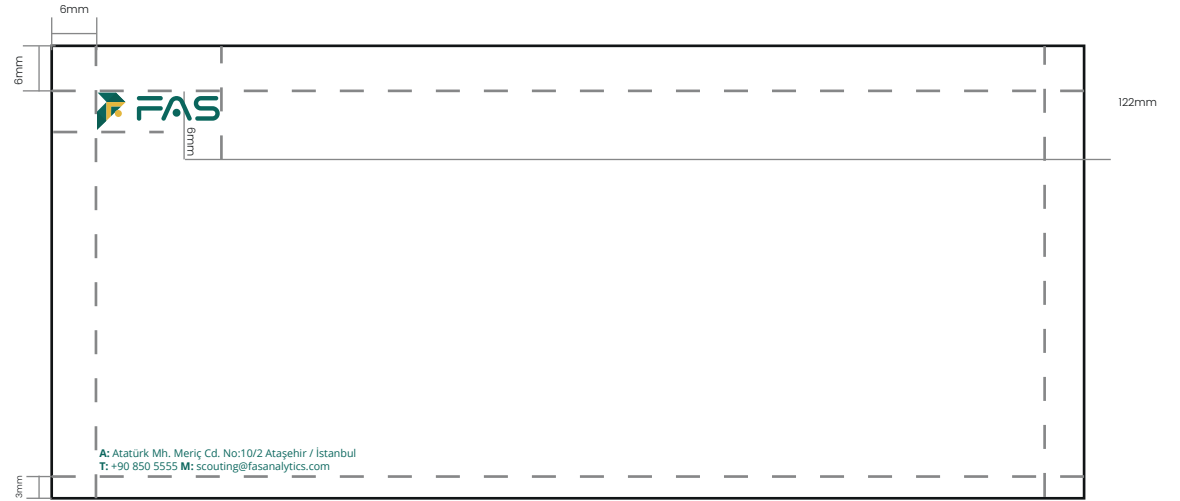 6mm
6mm
122mm
FAS
6mm
A: Atatürk Mh. Meriç Cd. No:10/2 Ataşehir / İstanbul
T: +90 850 5555 M: scouting@fasanalytics.com
3mm